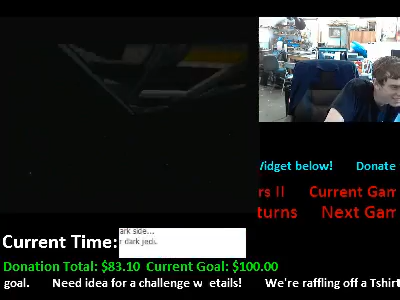 Widget below! Donate
rs II Current Gam
turns Next Gam
ark side...
r dark jedi.
Current Time:
Donation Total: $83.10 Current Goal: $100.00
goal. Need idea for a challenge w etails! We're raffling off a Tshirt